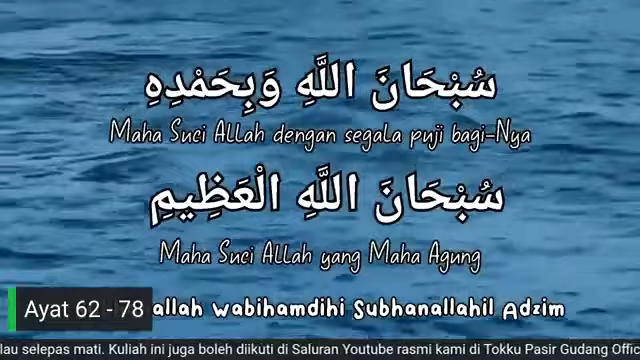 سُبْحَانَ اللَّهِ وَبِحَمْدِهِ
Maha Suci Allah dengan segala puji bagi-Nya
سُبْحَانَ اللَّهِ الْعَظِيمِ
Maha Suci Allah yang Maha Agung
allah wabihamdihi Subhanallahil Adzim
Ayat 62 - 78
lau selepas mati. Kuliah ini juga boleh diikuti di Saluran Youtube rasmi kami di Tokku Pasir Gudang Offic